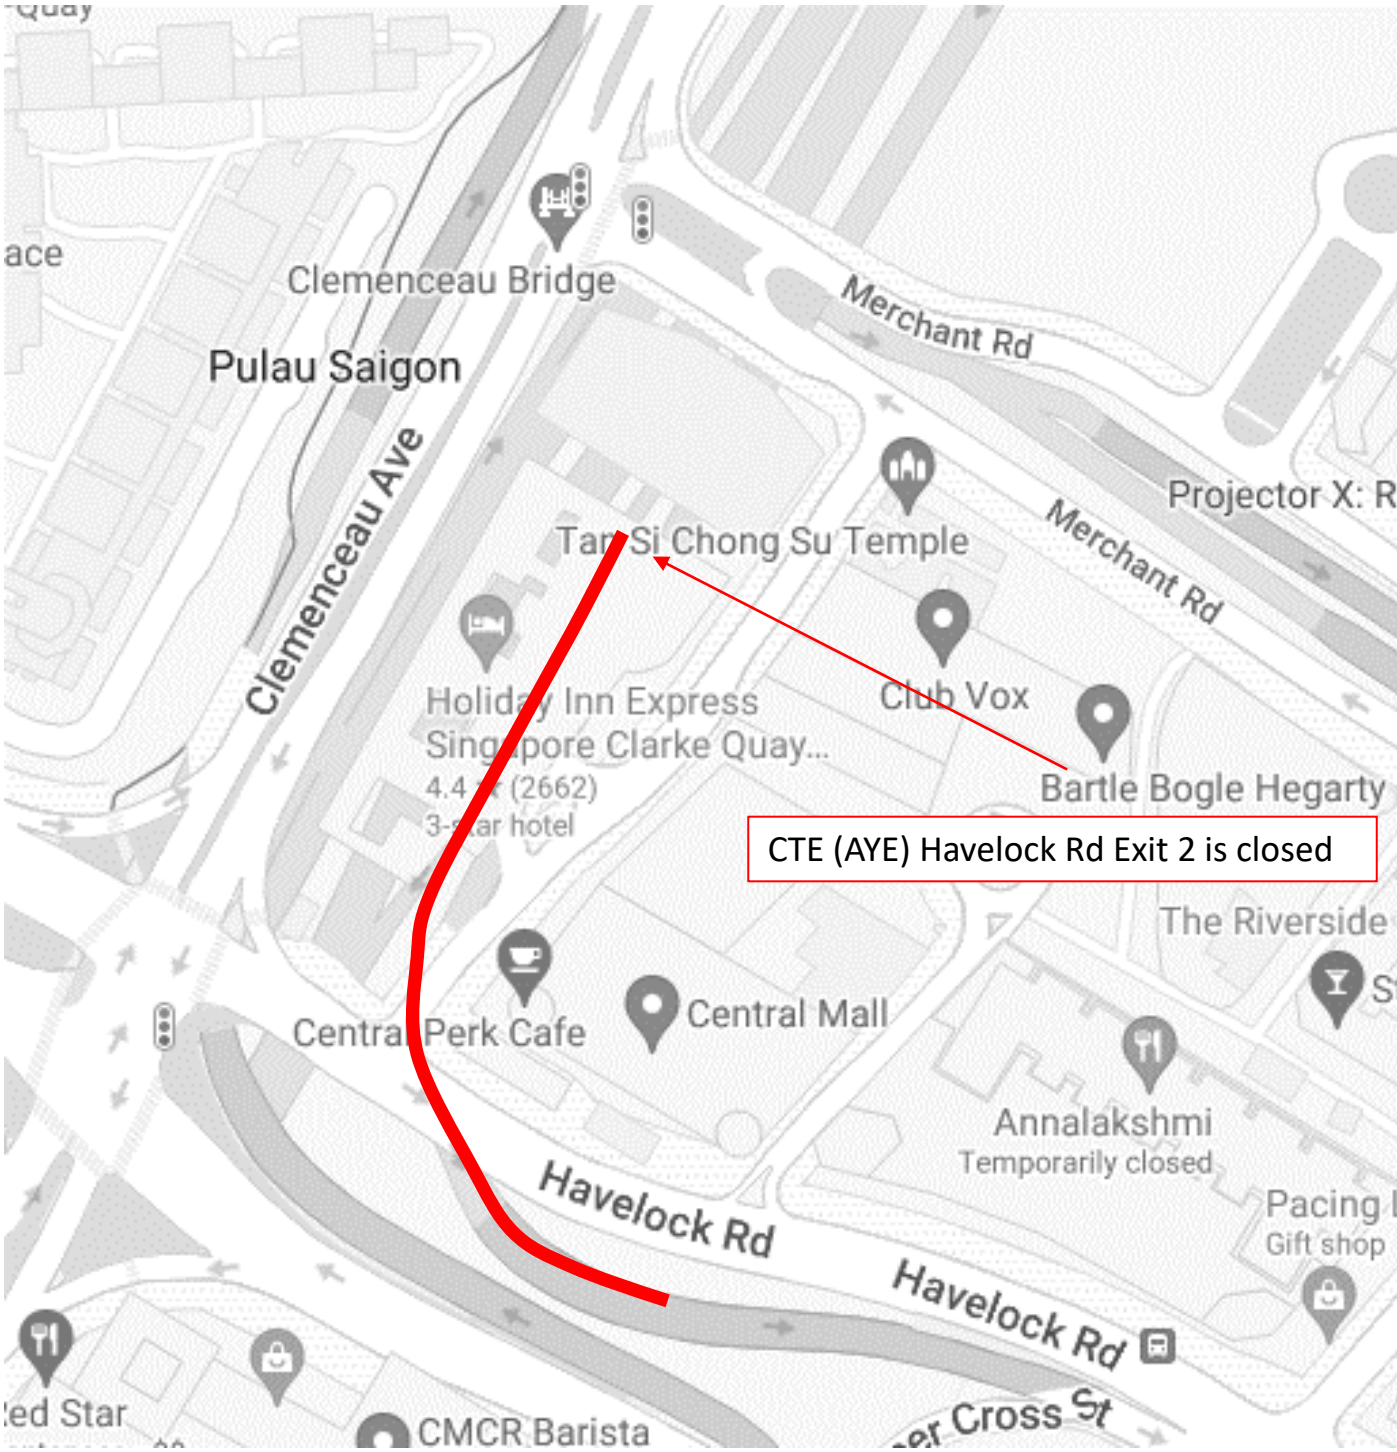 Quay
ace
Clemenceau Bridge
Merchant Rd
Pulau Saigon
Clemenceau Ave
Projector X: R
Tan Si Chong Su Temple
Merchant Rd
Club Vox
Holiday Inn Express
Singapore Clarke Quay...
4.4 ★ (2662)
3-star hotel
Bartle Bogle Hegarty
CTE (AYE) Havelock Rd Exit 2 is closed
The Riverside
Central Perk Cafe
Central Mall
Annalakshmi
Temporarily closed
Havelock Rd
Pacing
Gift shop
Havelock Rd
ed Star
CMCR Barista
er Cross St